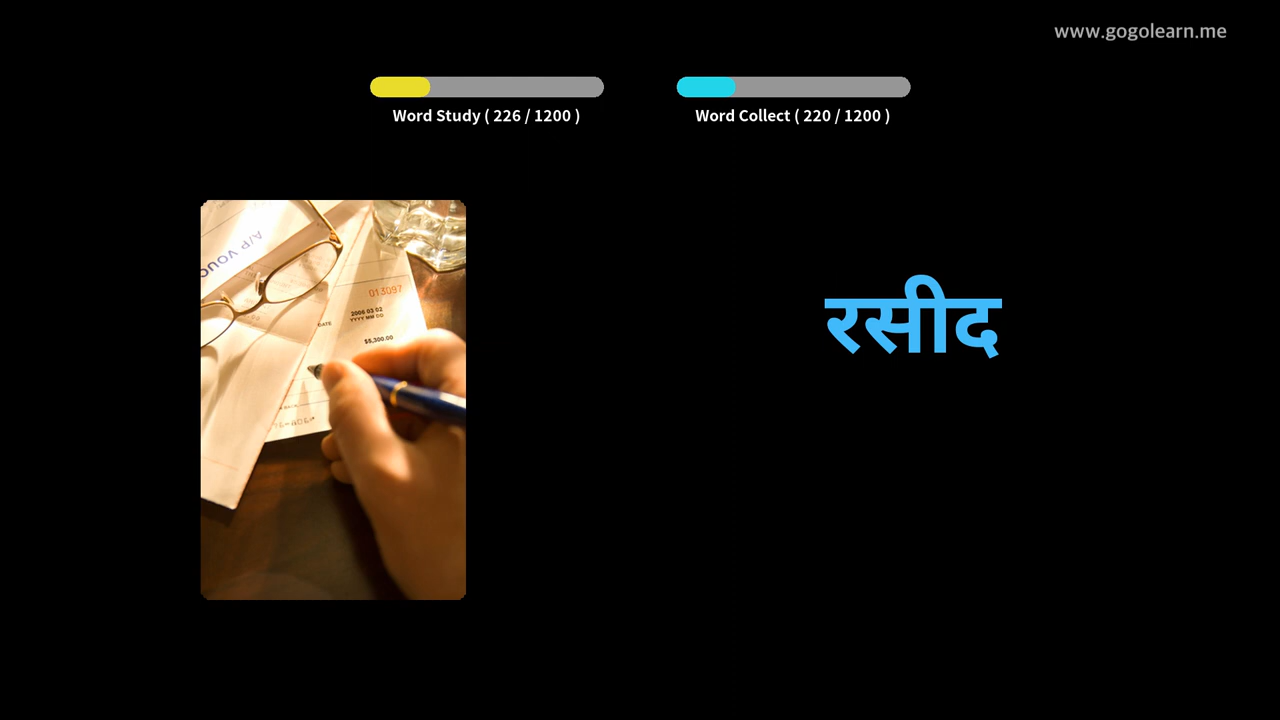 www.gogolearn.me
Word Study ( 226 / 1200 )
Word Collect ( 220 / 1200 )
A/P VOUC
013097
DATE
2006 03 02
YYYY MM DD
$5,300.00
रसीद